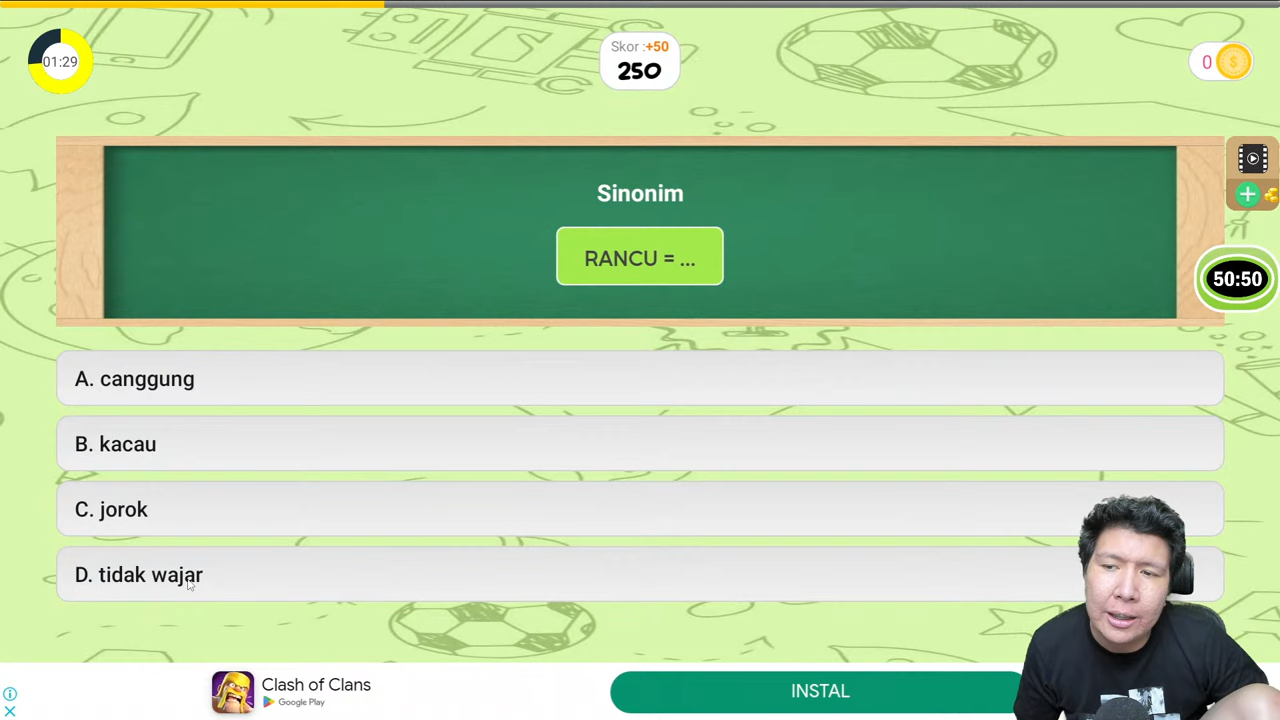 01:29
Skor :+50
250
0
Sinonim
RANCU = ...
50:50
A. canggung
B. kacau
C. jorok
D. tidak wajar
Clash of Clans
Google Play
INSTAL